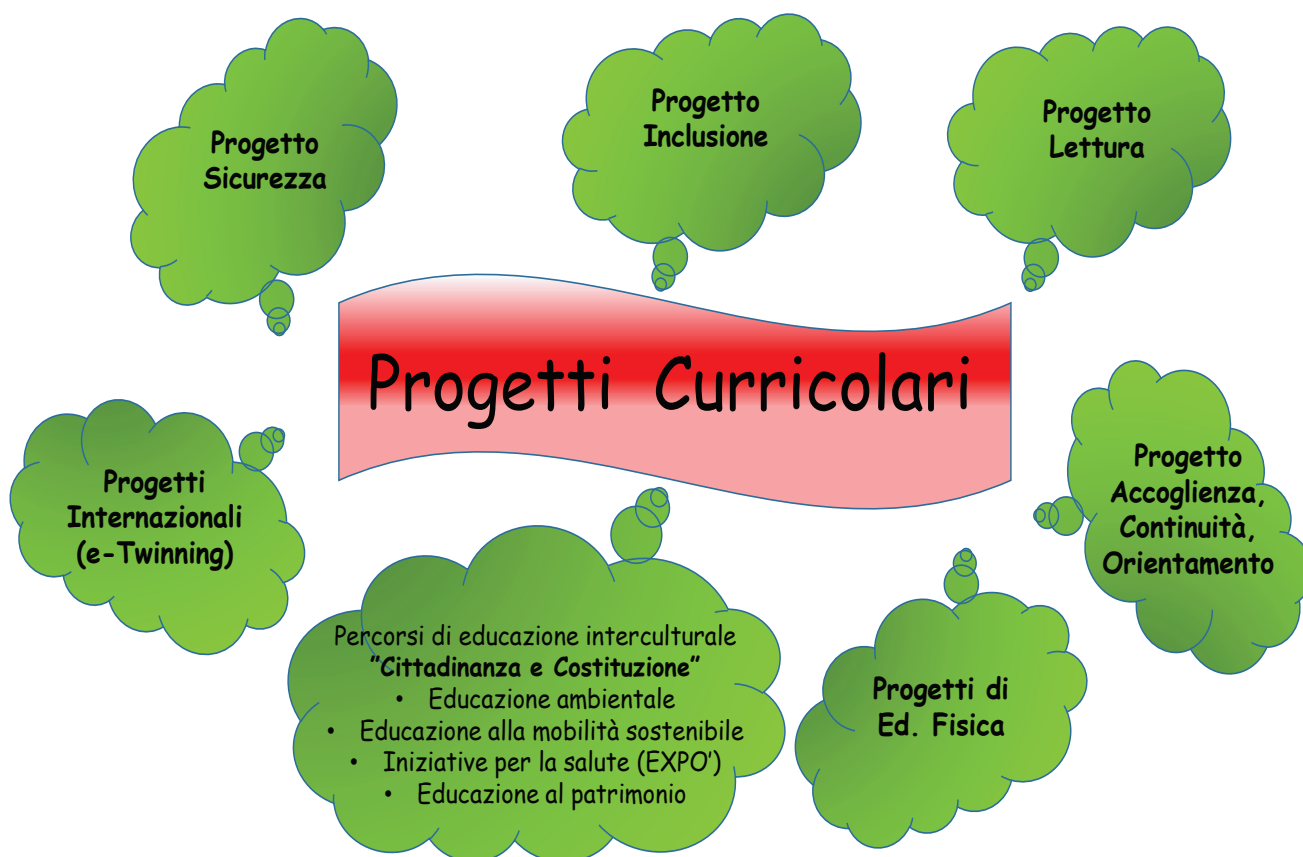 Progetto
Sicurezza
Progetto
Inclusione
Progetto
Lettura
Progetti Curricolari
Progetti
Internazionali
(e-Twinning)
Progetto
Accoglienza,
Continuità,
Orientamento
Percorsi di educazione interculturale
”Cittadinanza e Costituzione”
• Educazione ambientale
• Educazione alla mobilità sostenibile
• Iniziative per la salute (EXPO’)
• Educazione al patrimonio
Progetti di
Ed. Fisica